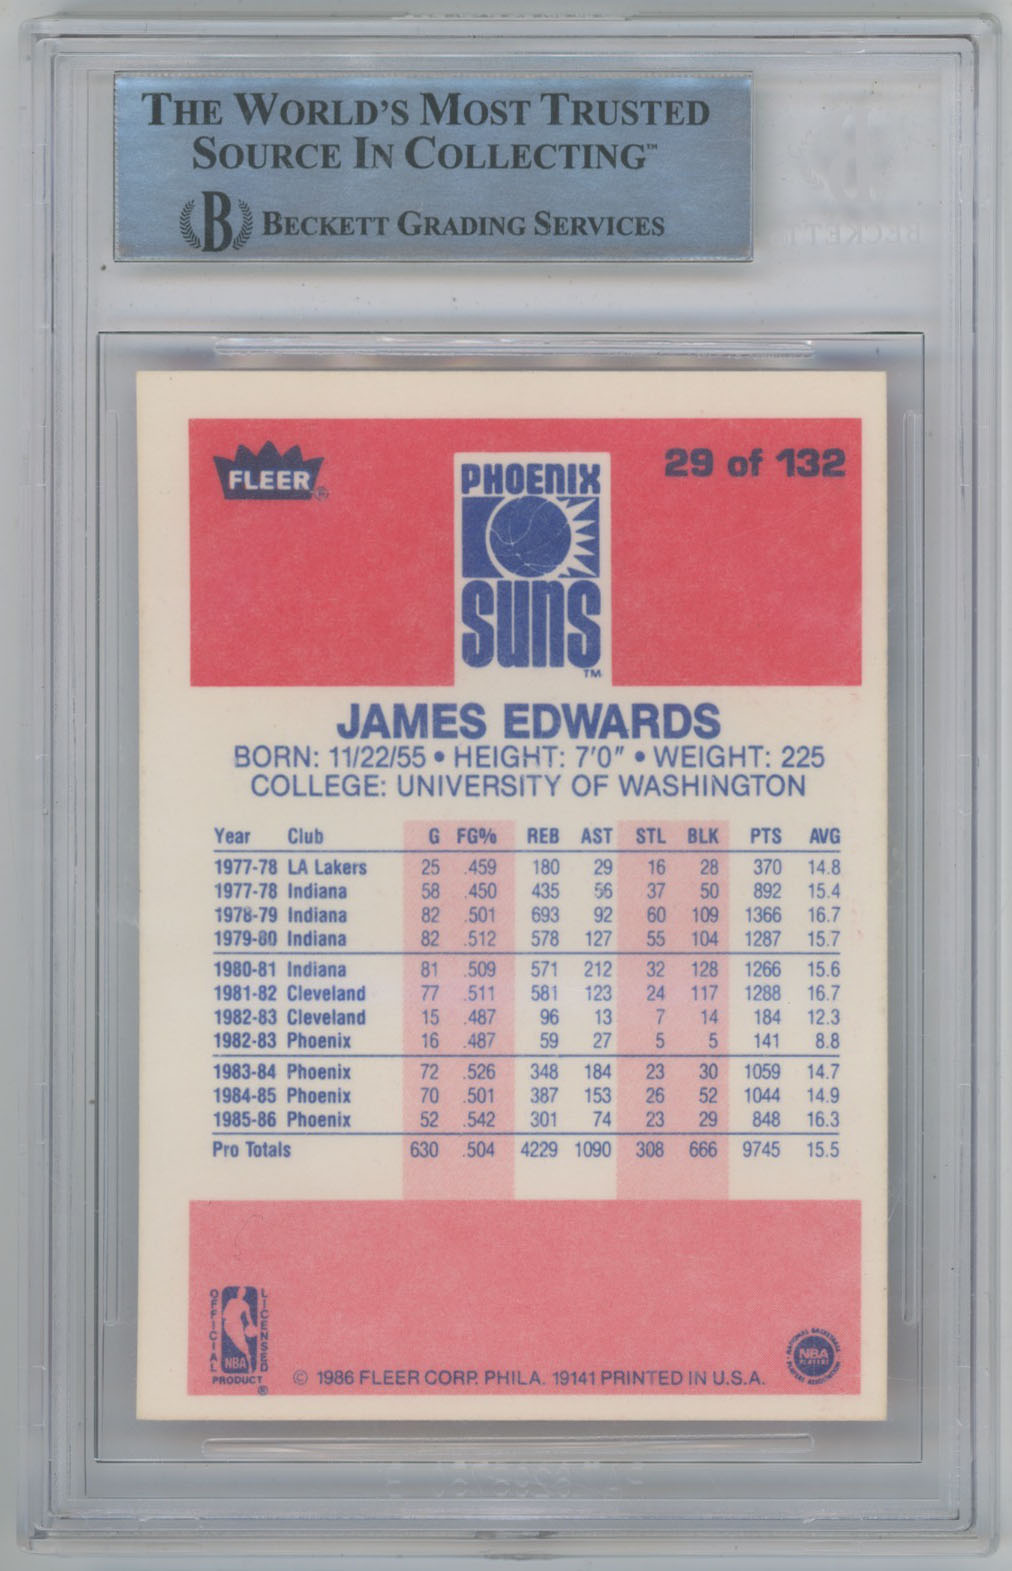 THE WORLD'S MOST TRUSTED
SOURCE IN COLLECTING™
B BECKETT GRADING SERVICES
FLEER®
29 of 132
PHOENIX
SUNS
TM
JAMES EDWARDS
BORN: 11/22/55 • HEIGHT: 7'0" • WEIGHT: 225
COLLEGE: UNIVERSITY OF WASHINGTON
Year Club G FG% REB AST STL BLK PTS AVG
1977-78 LA Lakers 25 .459 180 29 16 28 370 14.8
1977-78 Indiana 58 .450 435 56 37 50 892 15.4
1978-79 Indiana 82 .501 693 92 60 109 1366 16.7
1979-80 Indiana 82 .512 578 127 55 104 1287 15.7
1980-81 Indiana 81 .509 571 212 32 128 1266 15.6
1981-82 Cleveland 77 .511 581 123 24 117 1288 16.7
1982-83 Cleveland 15 .487 96 13 7 14 184 12.3
1982-83 Phoenix 16 .487 59 27 5 5 141 8.8
1983-84 Phoenix 72 .526 348 184 23 30 1059 14.7
1984-85 Phoenix 70 .501 387 153 26 52 1044 14.9
1985-86 Phoenix 52 .542 301 74 23 29 848 16.3
Pro Totals 630 .504 4229 1090 308 666 9745 15.5
OFFICIAL LICENSED
NBA
PRODUCT
®
© 1986 FLEER CORP. PHILA. 19141 PRINTED IN U.S.A.
NATIONAL BASKETBALL
NBA
PLAYERS
PLAYERS ASSOCIATION